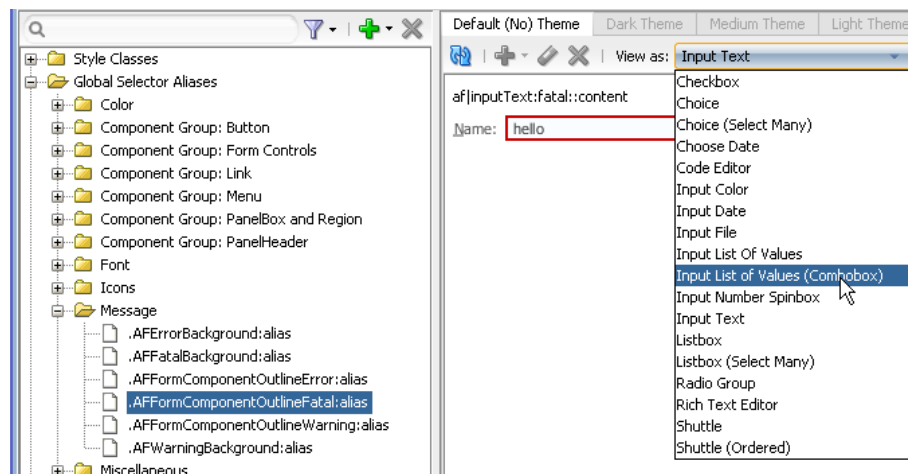 Style Classes
Global Selector Aliases
Color
Component Group: Button
Component Group: Form Controls
Component Group: Link
Component Group: Menu
Component Group: PanelBox and Region
Component Group: PanelHeader
Font
Icons
Message
.AFErrorBackground:alias
.AFFatalBackground:alias
.AFFormComponentOutlineError:alias
.AFFormComponentOutlineFatal:alias
.AFFormComponentOutlineWarning:alias
.AFWarningBackground:alias
Miscellaneous
Default (No) Theme Dark Theme Medium Theme Light Theme
View as: Input Text
af|inputText:fatal::content
Name: hello
Checkbox
Choice
Choice (Select Many)
Choose Date
Code Editor
Input Color
Input Date
Input File
Input List Of Values
Input List of Values (Combobox)
Input Number Spinbox
Input Text
Listbox
Listbox (Select Many)
Radio Group
Rich Text Editor
Shuttle
Shuttle (Ordered)